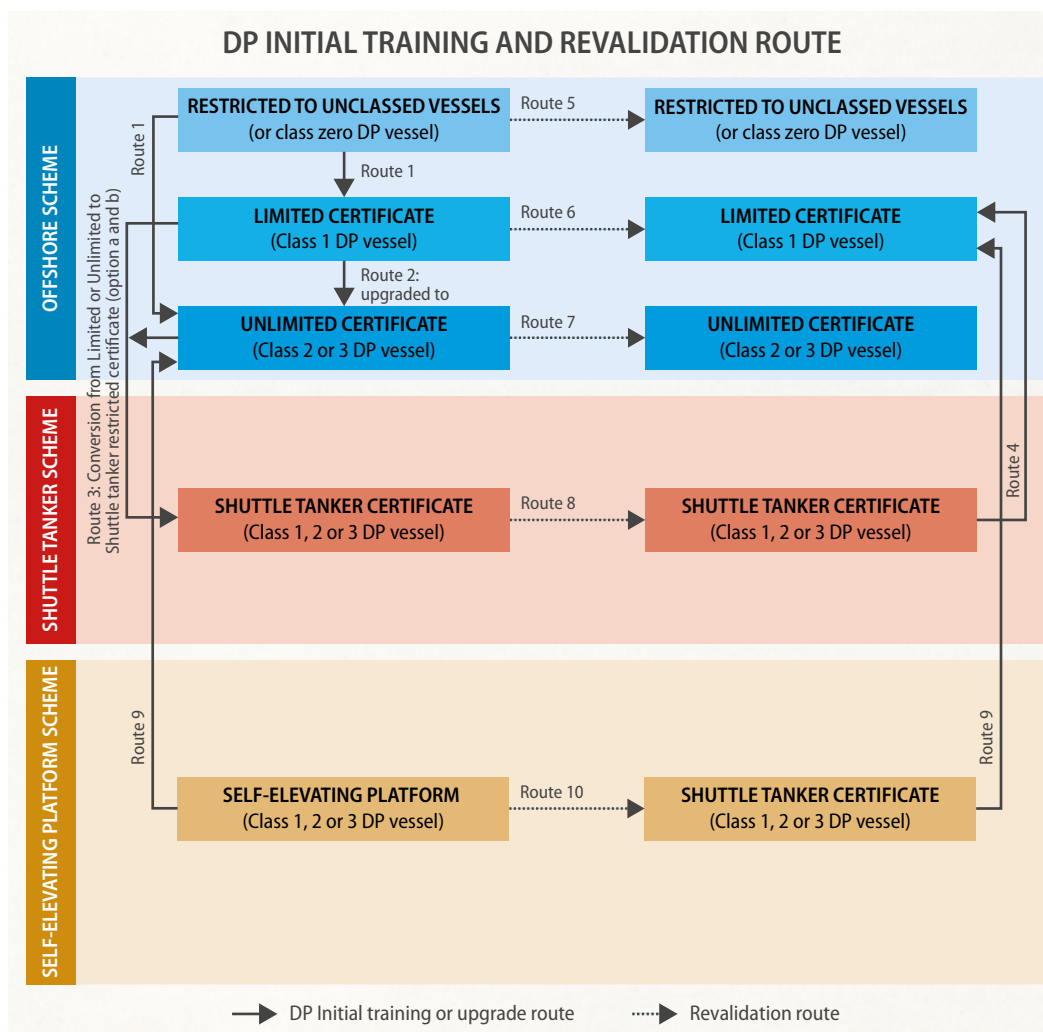 DP INITIAL TRAINING AND REVALIDATION ROUTE
OFFSHORE SCHEME
RESTRICTED TO UNCLASSED VESSELS
(or class zero DP vessel)
Route 5
RESTRICTED TO UNCLASSED VESSELS
(or class zero DP vessel)
Route 1
Route 1
LIMITED CERTIFICATE
(Class 1 DP vessel)
Route 6
LIMITED CERTIFICATE
(Class 1 DP vessel)
Route 2:
upgraded to
UNLIMITED CERTIFICATE
(Class 2 or 3 DP vessel)
Route 7
UNLIMITED CERTIFICATE
(Class 2 or 3 DP vessel)
Route 3: Conversion from Limited or Unlimited to
Shuttle tanker restricted certificate (option a and b)
SHUTTLE TANKER SCHEME
SHUTTLE TANKER CERTIFICATE
(Class 1, 2 or 3 DP vessel)
Route 8
SHUTTLE TANKER CERTIFICATE
(Class 1, 2 or 3 DP vessel)
Route 4
SELF-ELEVATING PLATFORM SCHEME
Route 9
SELF-ELEVATING PLATFORM
(Class 1, 2 or 3 DP vessel)
Route 10
SHUTTLE TANKER CERTIFICATE
(Class 1, 2 or 3 DP vessel)
Route 9
DP Initial training or upgrade route
Revalidation route